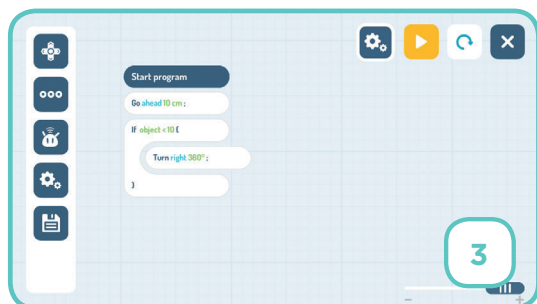 Start program
Go ahead 10 cm ;
If object < 10 {
Turn right 360° ;
}
3